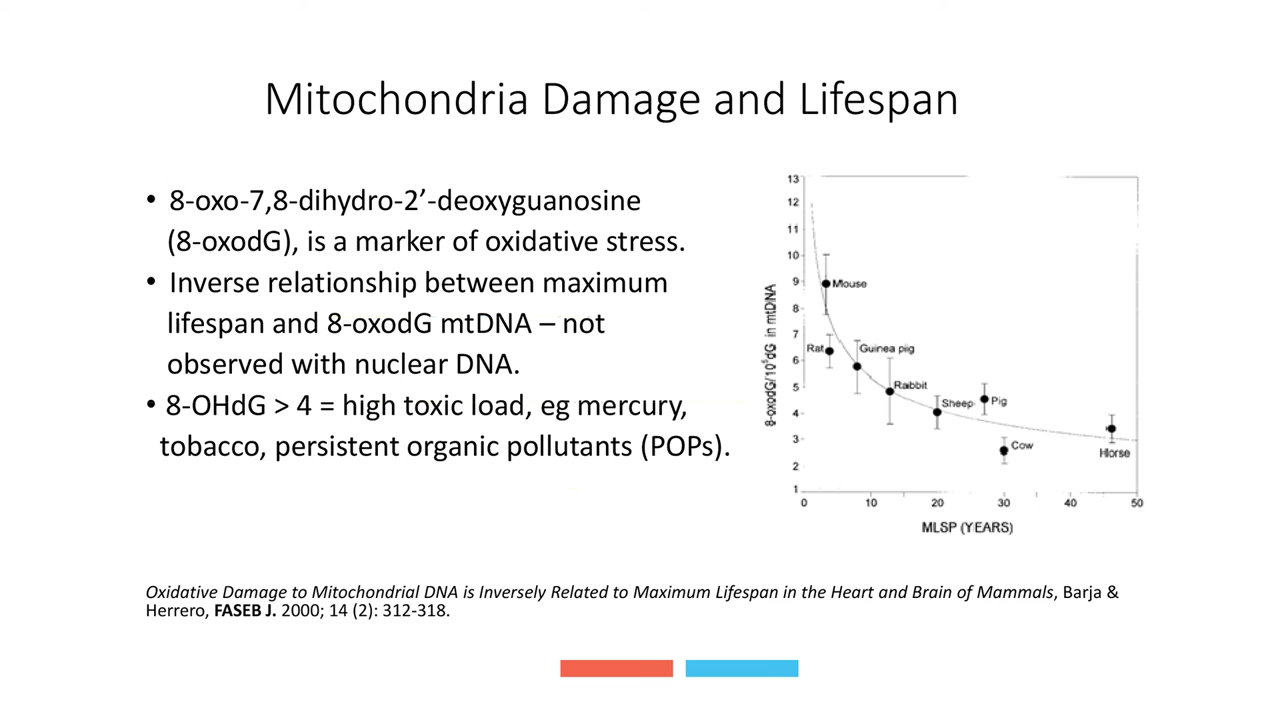 Mitochondria Damage and Lifespan
• 8-oxo-7,8-dihydro-2’-deoxyguanosine
(8-oxodG), is a marker of oxidative stress.
• Inverse relationship between maximum
lifespan and 8-oxodG mtDNA – not
observed with nuclear DNA.
• 8-OHdG > 4 = high toxic load, eg mercury,
tobacco, persistent organic pollutants (POPs).
8-oxodG/10⁵dG in mtDNA
13
12
11
10
9
8
7
6
5
4
3
2
1
Mouse
Rat
Guinea piig
Rabbit
Sheep
Pig
Cow
Horse
0 10 20 30 40 50
MLSP (YEARS)
Oxidative Damage to Mitochondrial DNA is Inversely Related to Maximum Lifespan in the Heart and Brain of Mammals, Barja &
Herrero, FASEB J. 2000; 14 (2): 312-318.